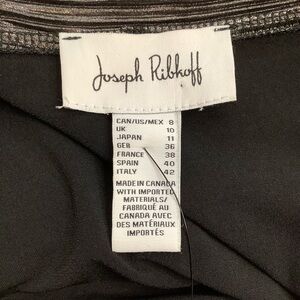 Joseph Ribkoff
CAN/US/MEX 8
UK 10
JAPAN 11
GER 36
FRANCE 38
SPAIN 40
ITALY 42
MADE IN CANADA
WITH IMPORTED
MATERIALS/
FABRIQUÉ AU
CANADA AVEC
DES MATÉRIAUX
IMPORTÉS